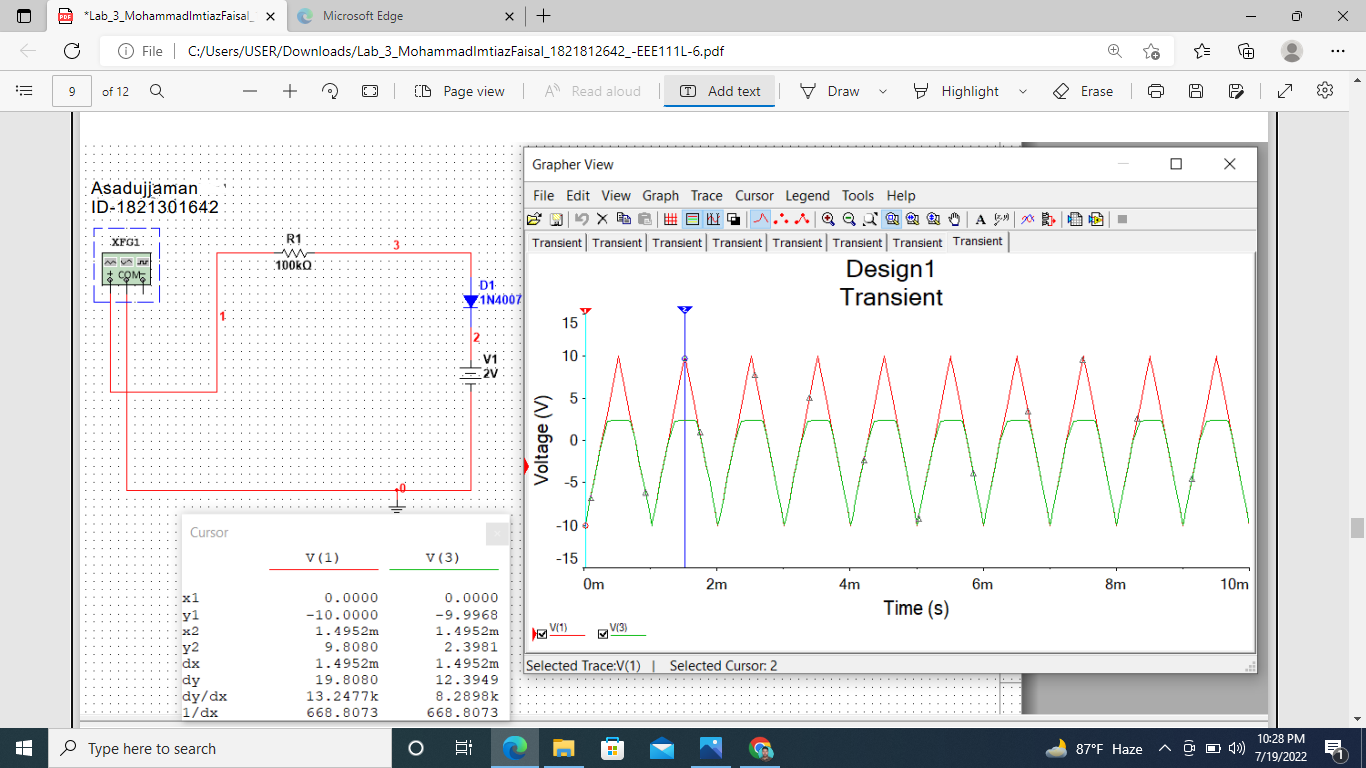 *Lab_3_MohammadImtiazFaisal_
Microsoft Edge
File
C:/Users/USER/Downloads/Lab_3_MohammadImtiazFaisal_1821812642_-EEE111L-6.pdf
9 of 12
Page view
Read aloud
Add text
Draw
Highlight
Erase
Asadujjaman
ID-1821301642
XFG1
COM
R1
100kΩ
3
1
D1
1N4007
2
V1
2V
0
Grapher View
File Edit View Graph Trace Cursor Legend Tools Help
Transient Transient Transient Transient Transient Transient Transient Transient
Design1
Transient
Voltage (V)
15
10
5
0
-5
-10
-15
0m 2m 4m 6m 8m 10m
Time (s)
V(1) V(3)
Selected Trace:V(1) | Selected Cursor: 2
Cursor
V(1) V(3)
x1 0.0000 0.0000
y1 -10.0000 -9.9968
x2 1.4952m 1.4952m
y2 9.8080 2.3981
dx 1.4952m 1.4952m
dy 19.8080 12.3949
dy/dx 13.2477k 8.2898k
1/dx 668.8073 668.8073
Type here to search
87°F Haze
10:28 PM
7/19/2022
1